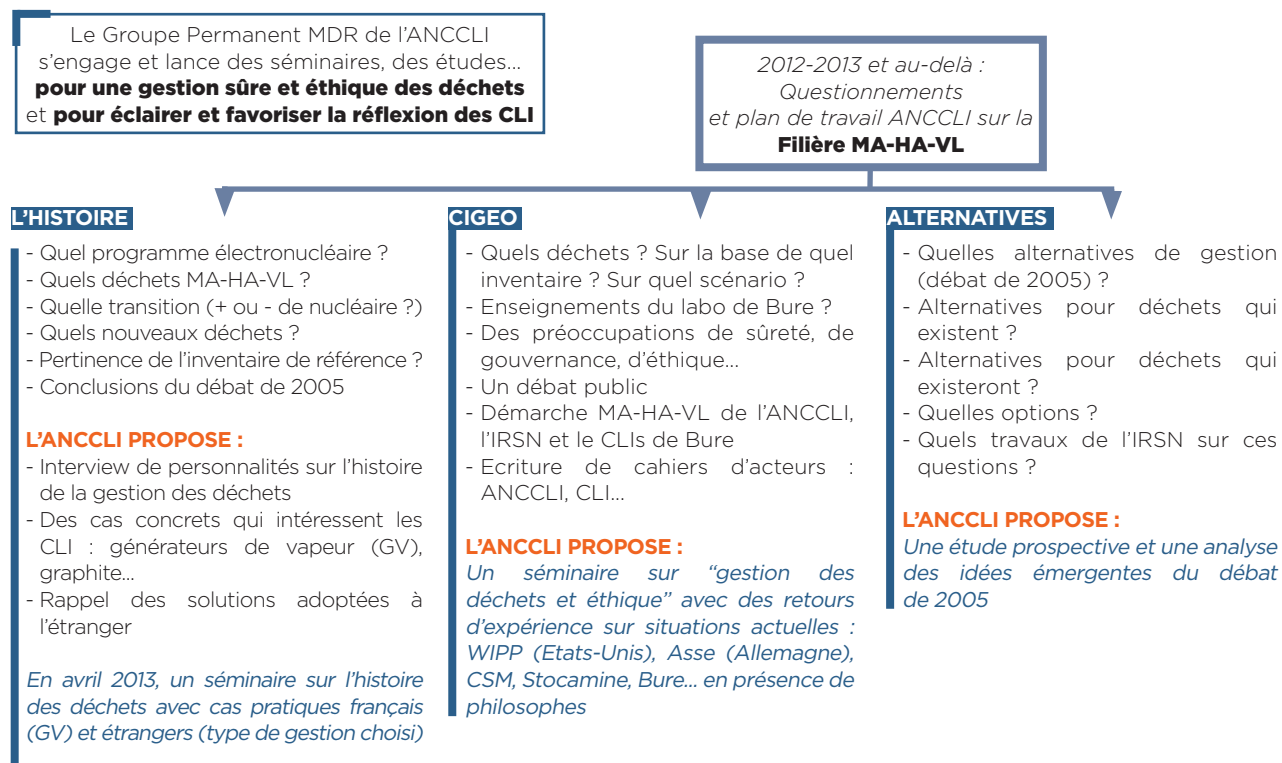 Le Groupe Permanent MDR de l'ANCCLI
s'engage et lance des séminaires, des études...
pour une gestion sûre et éthique des déchets
et pour éclairer et favoriser la réflexion des CLI
2012-2013 et au-delà :
Questionnements
et plan de travail ANCCLI sur la
Filière MA-HA-VL
L'HISTOIRE
- Quel programme électronucléaire ?
- Quels déchets MA-HA-VL ?
- Quelle transition (+ ou - de nucléaire ?)
- Quels nouveaux déchets ?
- Pertinence de l'inventaire de référence ?
- Conclusions du débat de 2005
L'ANCCLI PROPOSE :
- Interview de personnalités sur l'histoire
de la gestion des déchets
- Des cas concrets qui intéressent les
CLI : générateurs de vapeur (GV),
graphite...
- Rappel des solutions adoptées à
l'étranger
En avril 2013, un séminaire sur l'histoire
des déchets avec cas pratiques français
(GV) et étrangers (type de gestion choisi)
CIGEO
- Quels déchets ? Sur la base de quel
inventaire ? Sur quel scénario ?
- Enseignements du labo de Bure ?
- Des préoccupations de sûreté, de
gouvernance, d'éthique...
- Un débat public
- Démarche MA-HA-VL de l'ANCCLI,
l'IRSN et le CLIs de Bure
- Ecriture de cahiers d'acteurs :
ANCCLI, CLI...
L'ANCCLI PROPOSE :
Un séminaire sur “gestion des
déchets et éthique” avec des retours
d'expérience sur situations actuelles :
WIPP (Etats-Unis), Asse (Allemagne),
CSM, Stocamine, Bure... en présence de
philosophes
ALTERNATIVES
- Quelles alternatives de gestion
(débat de 2005) ?
- Alternatives pour déchets qui
existent ?
- Alternatives pour déchets qui
existeront ?
- Quelles options ?
- Quels travaux de l'IRSN sur ces
questions ?
L'ANCCLI PROPOSE :
Une étude prospective et une analyse
des idées émergentes du débat
de 2005